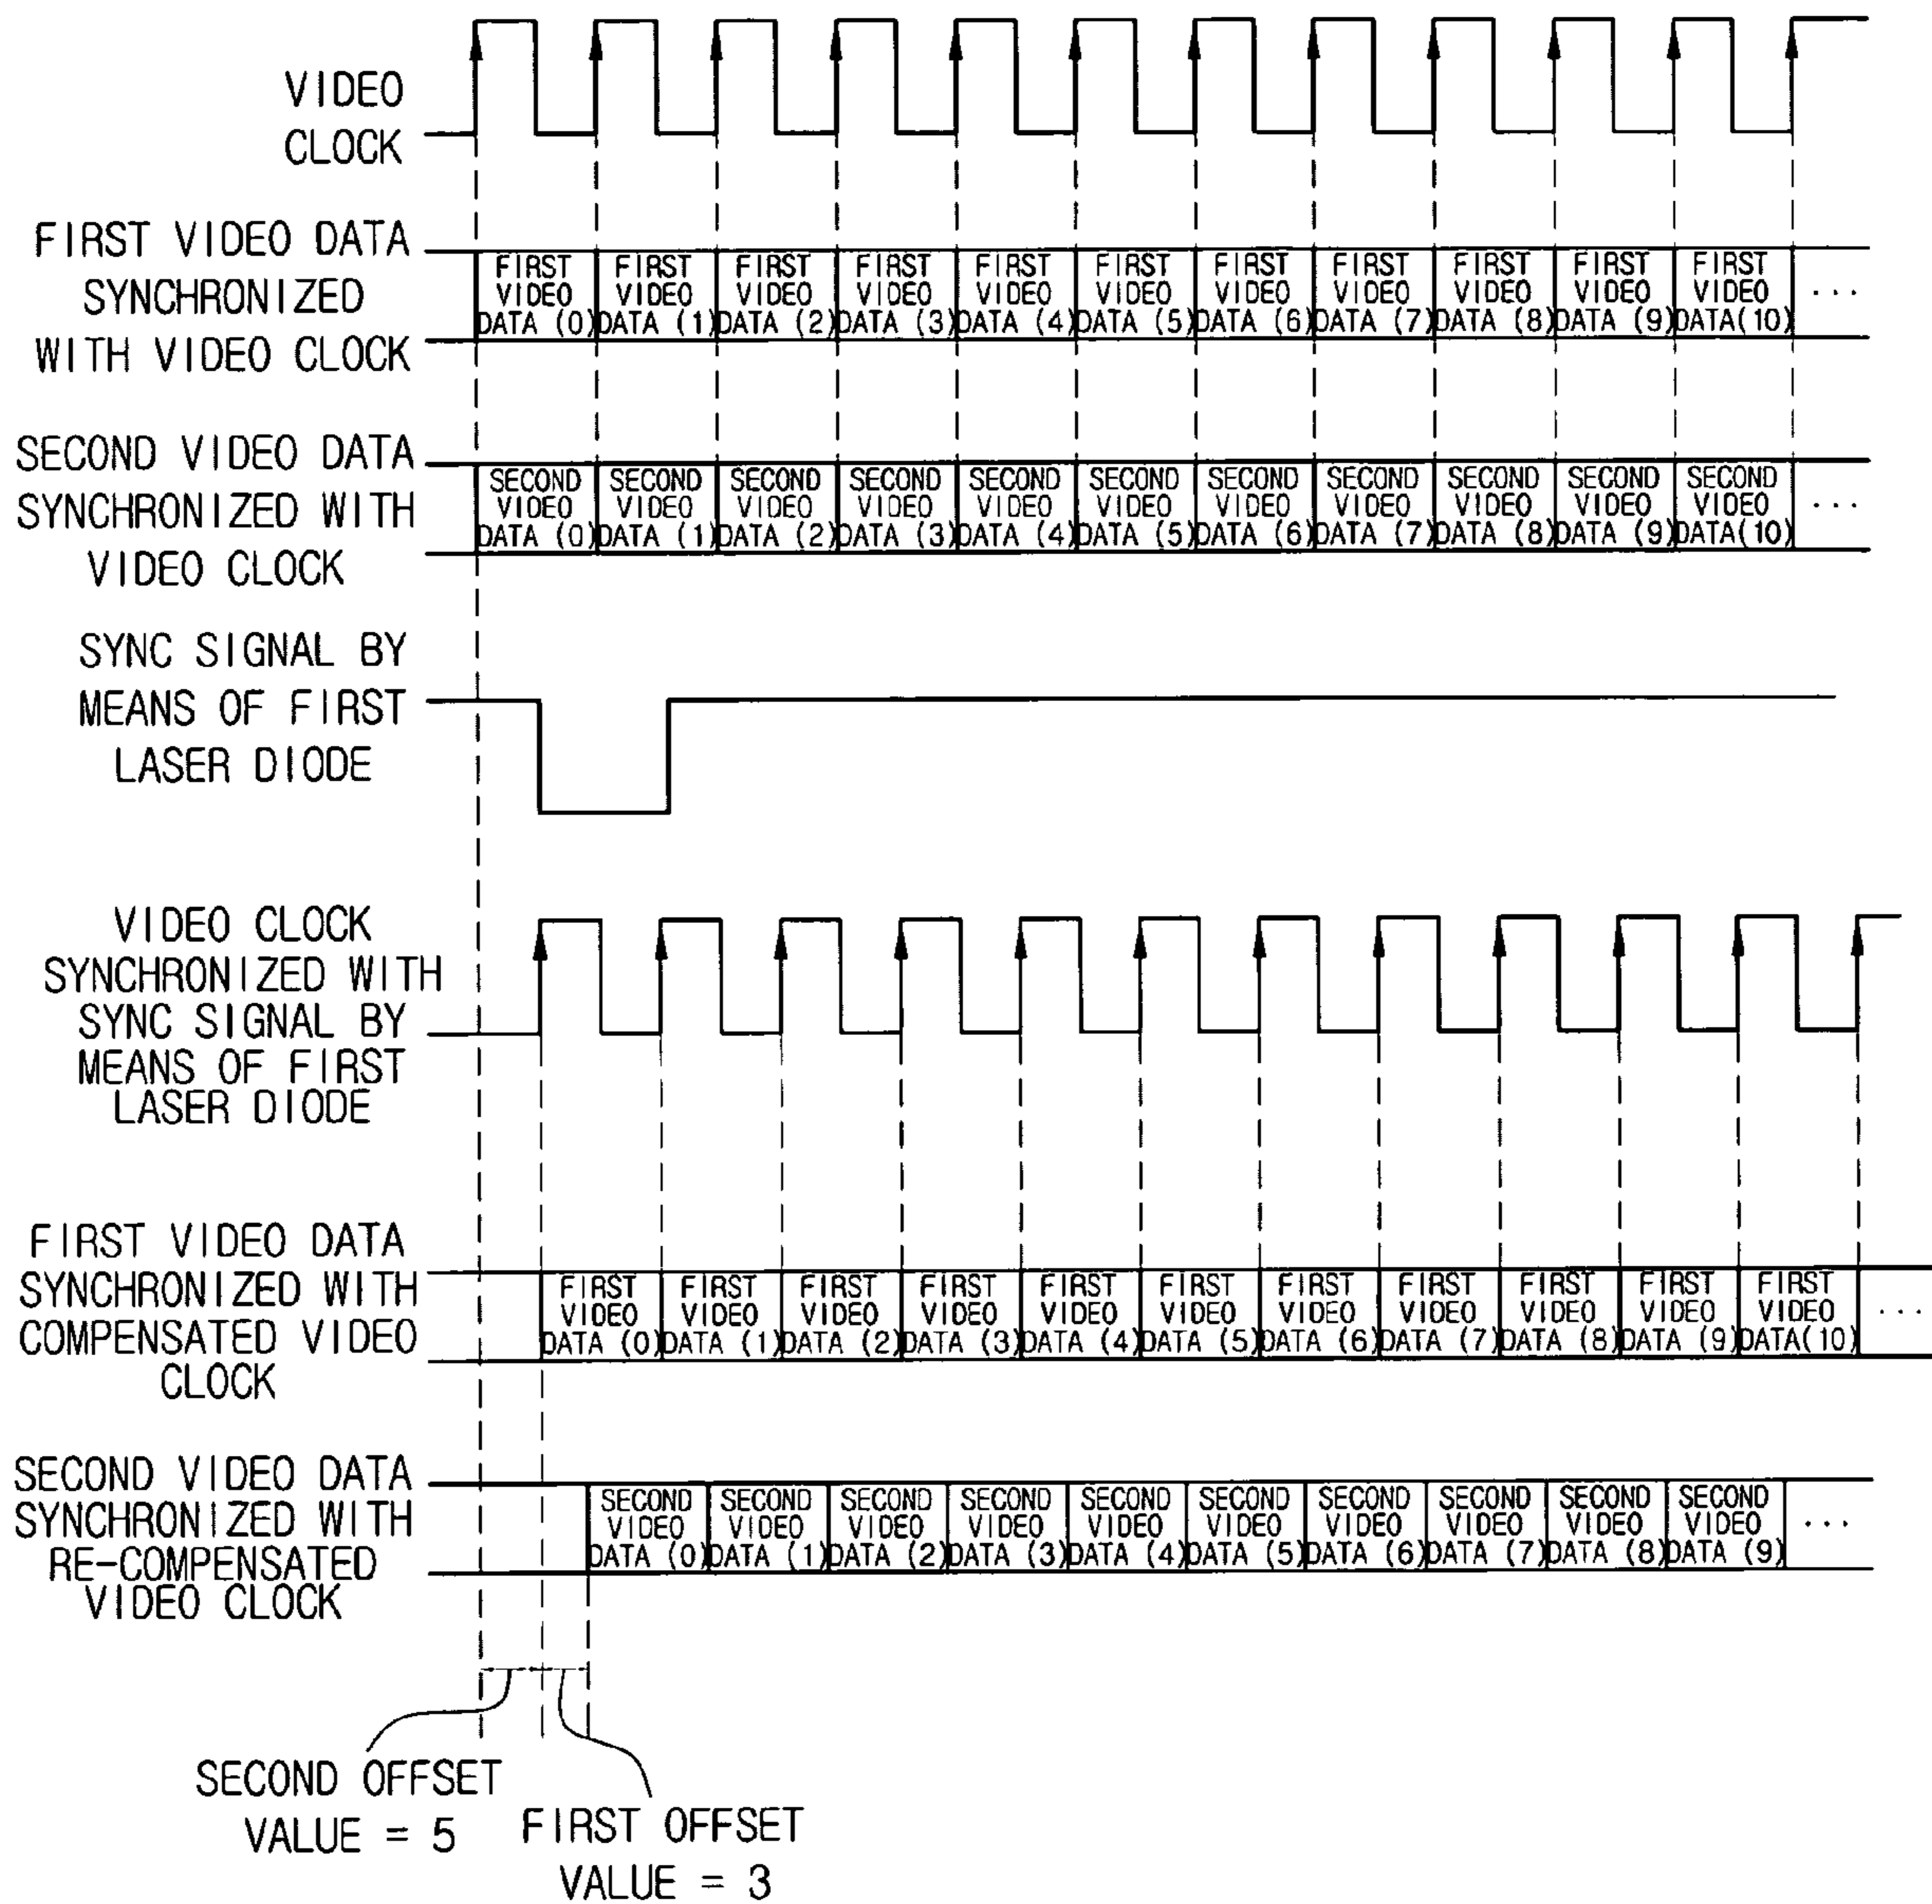 VIDEO
CLOCK
FIRST VIDEO DATA
SYNCHRONIZED
WITH VIDEO CLOCK
FIRST VIDEO DATA (0)
FIRST VIDEO DATA (1)
FIRST VIDEO DATA (2)
FIRST VIDEO DATA (3)
FIRST VIDEO DATA (4)
FIRST VIDEO DATA (5)
FIRST VIDEO DATA (6)
FIRST VIDEO DATA (7)
FIRST VIDEO DATA (8)
FIRST VIDEO DATA (9)
FIRST VIDEO DATA(10)
...
SECOND VIDEO DATA
SYNCHRONIZED WITH
VIDEO CLOCK
SECOND VIDEO DATA (0)
SECOND VIDEO DATA (1)
SECOND VIDEO DATA (2)
SECOND VIDEO DATA (3)
SECOND VIDEO DATA (4)
SECOND VIDEO DATA (5)
SECOND VIDEO DATA (6)
SECOND VIDEO DATA (7)
SECOND VIDEO DATA (8)
SECOND VIDEO DATA (9)
SECOND VIDEO DATA(10)
...
SYNC SIGNAL BY
MEANS OF FIRST
LASER DIODE
VIDEO CLOCK
SYNCHRONIZED WITH
SYNC SIGNAL BY
MEANS OF FIRST
LASER DIODE
FIRST VIDEO DATA
SYNCHRONIZED WITH
COMPENSATED VIDEO
CLOCK
FIRST VIDEO DATA (0)
FIRST VIDEO DATA (1)
FIRST VIDEO DATA (2)
FIRST VIDEO DATA (3)
FIRST VIDEO DATA (4)
FIRST VIDEO DATA (5)
FIRST VIDEO DATA (6)
FIRST VIDEO DATA (7)
FIRST VIDEO DATA (8)
FIRST VIDEO DATA (9)
FIRST VIDEO DATA(10)
...
SECOND VIDEO DATA
SYNCHRONIZED WITH
RE-COMPENSATED
VIDEO CLOCK
SECOND VIDEO DATA (0)
SECOND VIDEO DATA (1)
SECOND VIDEO DATA (2)
SECOND VIDEO DATA (3)
SECOND VIDEO DATA (4)
SECOND VIDEO DATA (5)
SECOND VIDEO DATA (6)
SECOND VIDEO DATA (7)
SECOND VIDEO DATA (8)
SECOND VIDEO DATA (9)
...
SECOND OFFSET
VALUE = 5
FIRST OFFSET
VALUE = 3